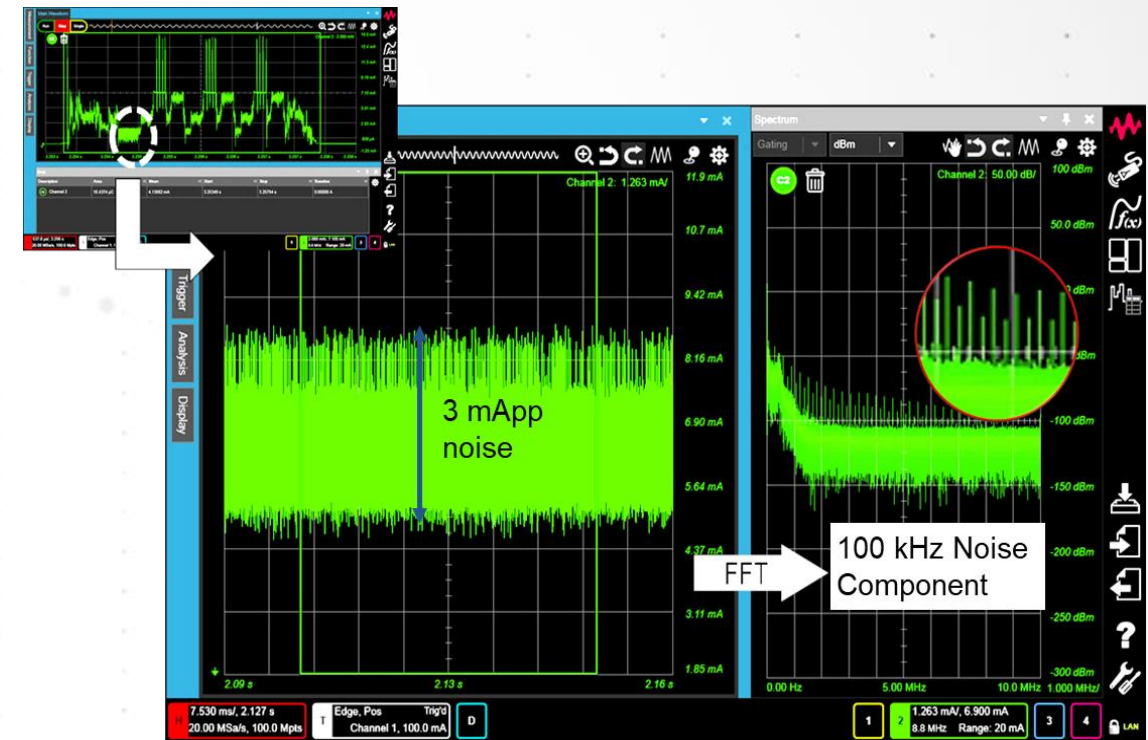 Run
Stop
Single
Trigger
Analysis
Display
Channel 2: 1.263 mA/
11.9 mA
10.7 mA
9.42 mA
8.16 mA
6.90 mA
5.64 mA
4.37 mA
3.11 mA
1.85 mA
3 mApp
noise
2.09 s
2.13 s
2.16 s
FFT
Spectrum
Gating
dBm
C2
Channel 2: 50.00 dB/
100 dBm
50.0 dBm
dBm
dBm
-100 dBm
-150 dBm
-200 dBm
-250 dBm
-300 dBm
100 kHz Noise
Component
0.00 Hz
5.00 MHz
10.0 MHz
1.000 MHz/
f(x)
?
H
7.530 ms/, 2.127 s
20.00 MSa/s, 100.0 Mpts
T
Edge, Pos
Trig'd
Channel 1, 100.0 mA
D
1
2
1.263 mA/, 6.900 mA
8.8 MHz Range: 20 mA
3
4
LAN